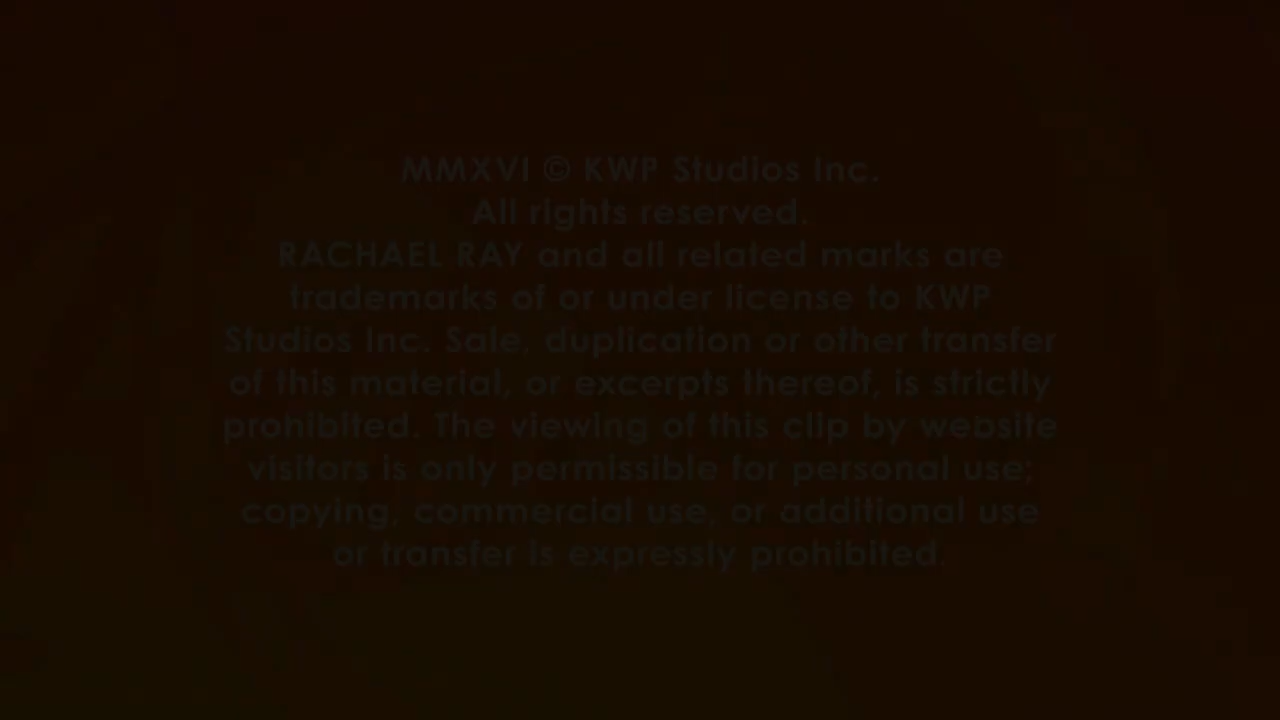 MMXVI © KWP Studios Inc.
All rights reserved.
RACHAEL RAY and all related marks are
trademarks of or under license to KWP
Studios Inc. Sale, duplication or other transfer
of this material, or excerpts thereof, is strictly
prohibited. The viewing of this clip by website
visitors is only permissible for personal use;
copying, commercial use, or additional use
or transfer is expressly prohibited.